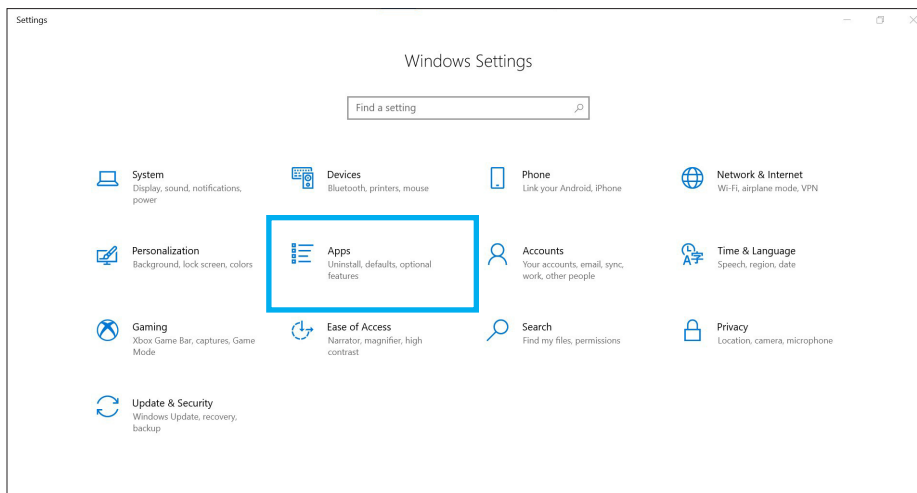 Settings
Windows Settings
Find a setting
System
Display, sound, notifications,
power
Devices
Bluetooth, printers, mouse
Phone
Link your Android, iPhone
Network & Internet
Wi-Fi, airplane mode, VPN
Personalization
Background, lock screen, colors
Apps
Uninstall, defaults, optional
features
Accounts
Your accounts, email, sync,
work, other people
Time & Language
Speech, region, date
Gaming
Xbox Game Bar, captures, Game
Mode
Ease of Access
Narrator, magnifier, high
contrast
Search
Find my files, permissions
Privacy
Location, camera, microphone
Update & Security
Windows Update, recovery,
backup